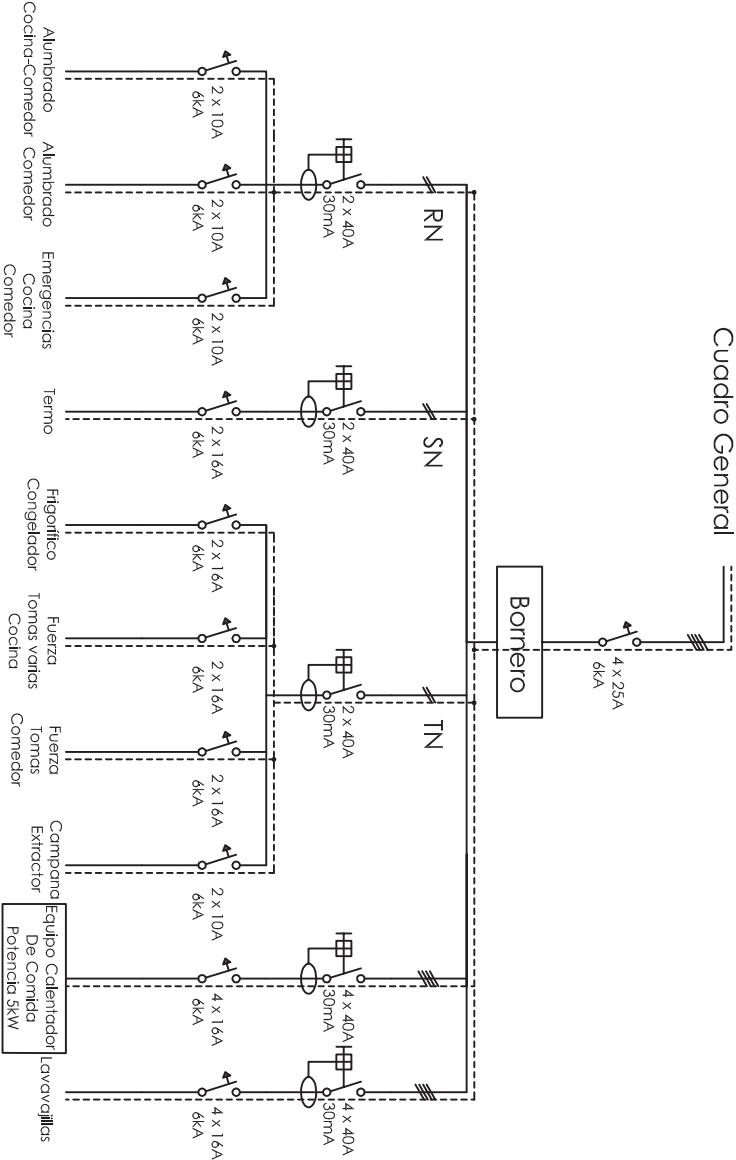 Cuadro General
4 x 25A
6kA
Bornero
RN
SN
TN
2 x 40A
30mA
2 x 40A
30mA
2 x 40A
30mA
4 x 40A
30mA
4 x 40A
30mA
2 x 10A
6kA
2 x 10A
6kA
2 x 10A
6kA
2 x 16A
6kA
2 x 16A
6kA
2 x 16A
6kA
2 x 16A
6kA
2 x 10A
6kA
4 x 16A
6kA
4 x 16A
6kA
Alumbrado
Cocina-Comedor
Alumbrado
Comedor
Emergencias
Cocina
Comedor
Termo
Frigorífico
Congelador
Fuerza
Tomas varias
Cocina
Fuerza
Tomas
Comedor
Campana
Extractor
Equipo Calentador
De Comida
Potencia 5kW
Lavavajillas